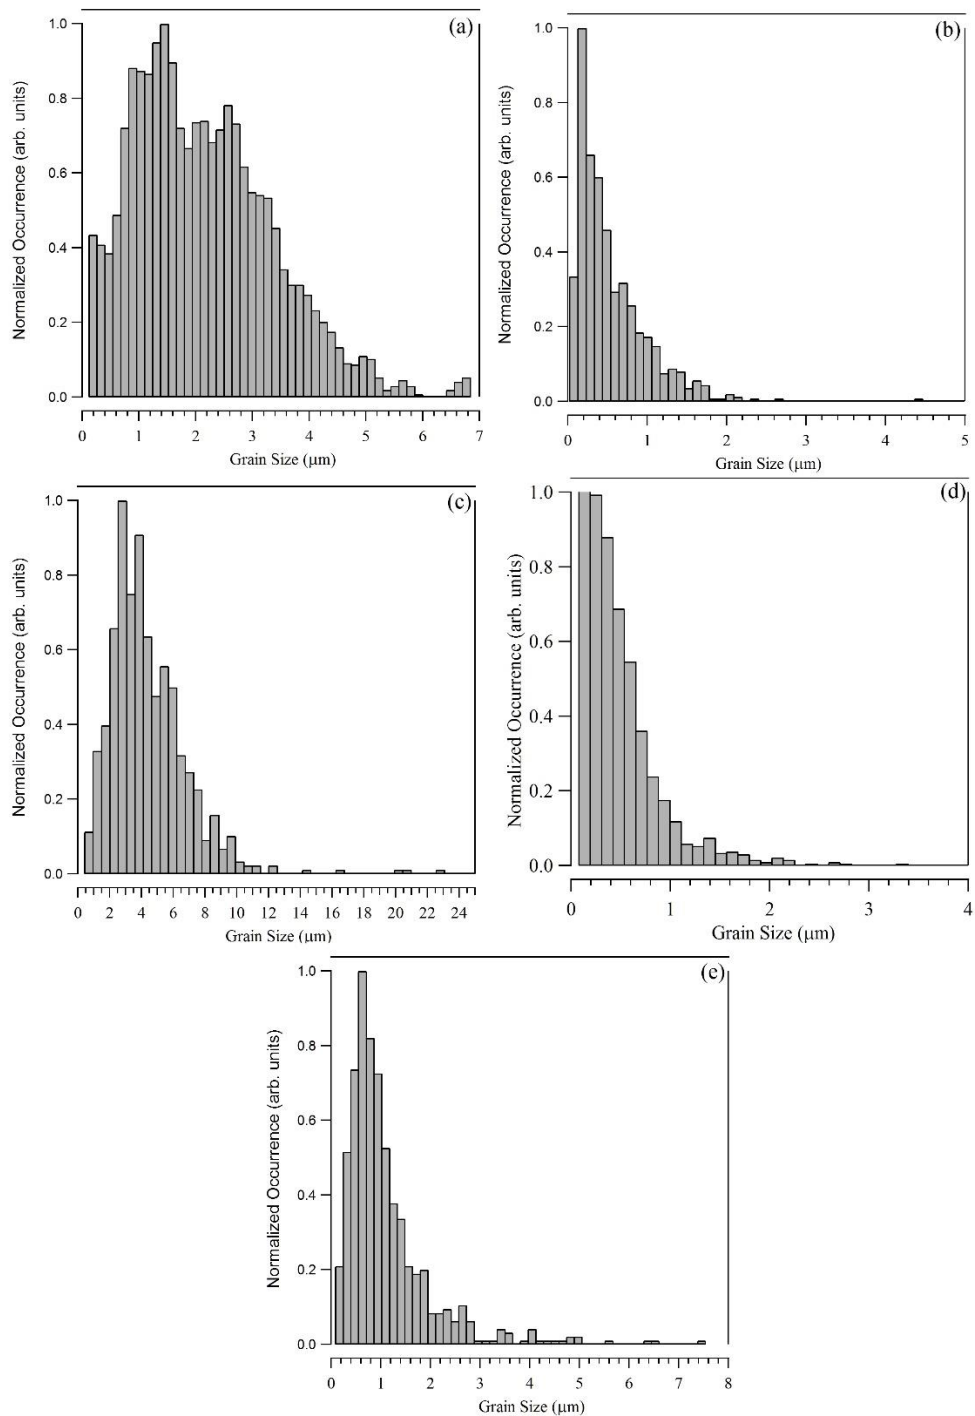 (a)
Normalized Occurrence (arb. units)
1.0
0.8
0.6
0.4
0.2
0.0
0 1 2 3 4 5 6 7
Grain Size (μm)
(b)
Normalized Occurrence (arb. units)
1.0
0.8
0.6
0.4
0.2
0.0
0 1 2 3 4 5
Grain Size (μm)
(c)
Normalized Occurrence (arb. units)
1.0
0.8
0.6
0.4
0.2
0.0
0 2 4 6 8 10 12 14 16 18 20 22 24
Grain Size (μm)
(d)
Normalized Occurrence (arb. units)
1.0
0.8
0.6
0.4
0.2
0.0
0 1 2 3 4
Grain Size (μm)
(e)
Normalized Occurrence (arb. units)
1.0
0.8
0.6
0.4
0.2
0.0
0 1 2 3 4 5 6 7 8
Grain Size (μm)